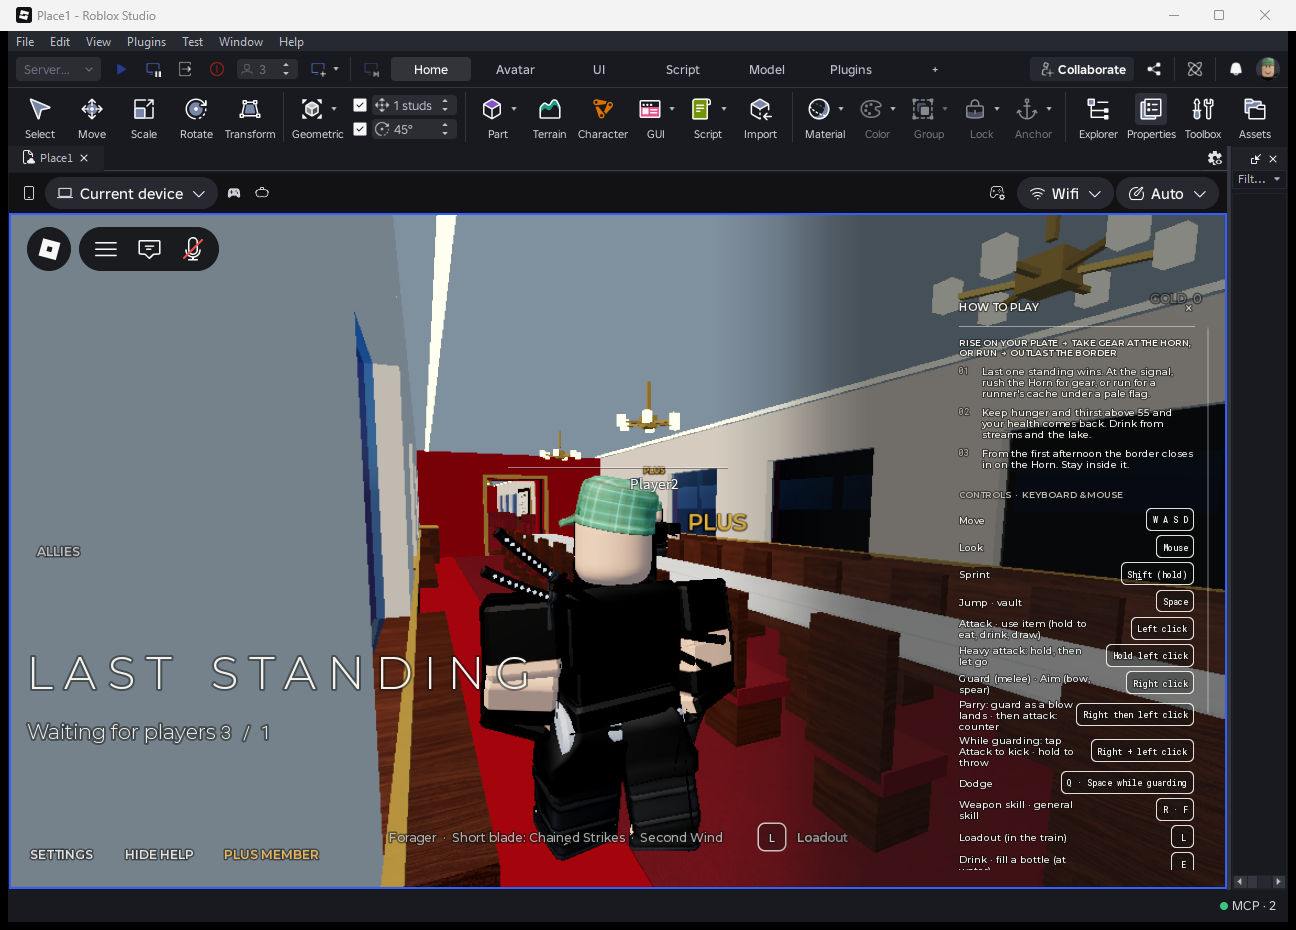 Place1 - Roblox Studio
File Edit View Plugins Test Window Help
Server... 3 Home Avatar UI Script Model Plugins + Collaborate
1 studs
45°
Select Move Scale Rotate Transform Geometric Part Terrain Character GUI Script Import Material Color Group Lock Anchor Explorer Properties Toolbox Assets
Place1
Filt...
Current device Wifi Auto
GOLD 0
HOW TO PLAY ×
RISE ON YOUR PLATE → TAKE GEAR AT THE HORN,
OR RUN → OUTLAST THE BORDER
01 Last one standing wins. At the signal,
rush the Horn for gear, or run for a
runner's cache under a pale flag.
02 Keep hunger and thirst above 55 and
your health comes back. Drink from
streams and the lake.
03 From the first afternoon the border closes
in on the Horn. Stay inside it.
CONTROLS · KEYBOARD & MOUSE
Move W A S D
Look Mouse
Sprint Shift (hold)
Jump · vault Space
Attack · use item (hold to
eat, drink, draw) Left click
Heavy attack: hold, then
let go Hold left click
Guard (melee) · Aim (bow,
spear) Right click
Parry: guard as a blow
lands · then attack:
counter Right then left click
While guarding: tap
Attack to kick · hold to
throw Right + left click
Dodge Q · Space while guarding
Weapon skill · general
skill R · F
Loadout (in the train) L
Drink · fill a bottle (at
water) E
PLUS
Player2
PLUS
ALLIES
LAST STANDING
Waiting for players 3 / 1
Forager · Short blade: Chained Strikes · Second Wind L Loadout
SETTINGS HIDE HELP PLUS MEMBER
MCP · 2